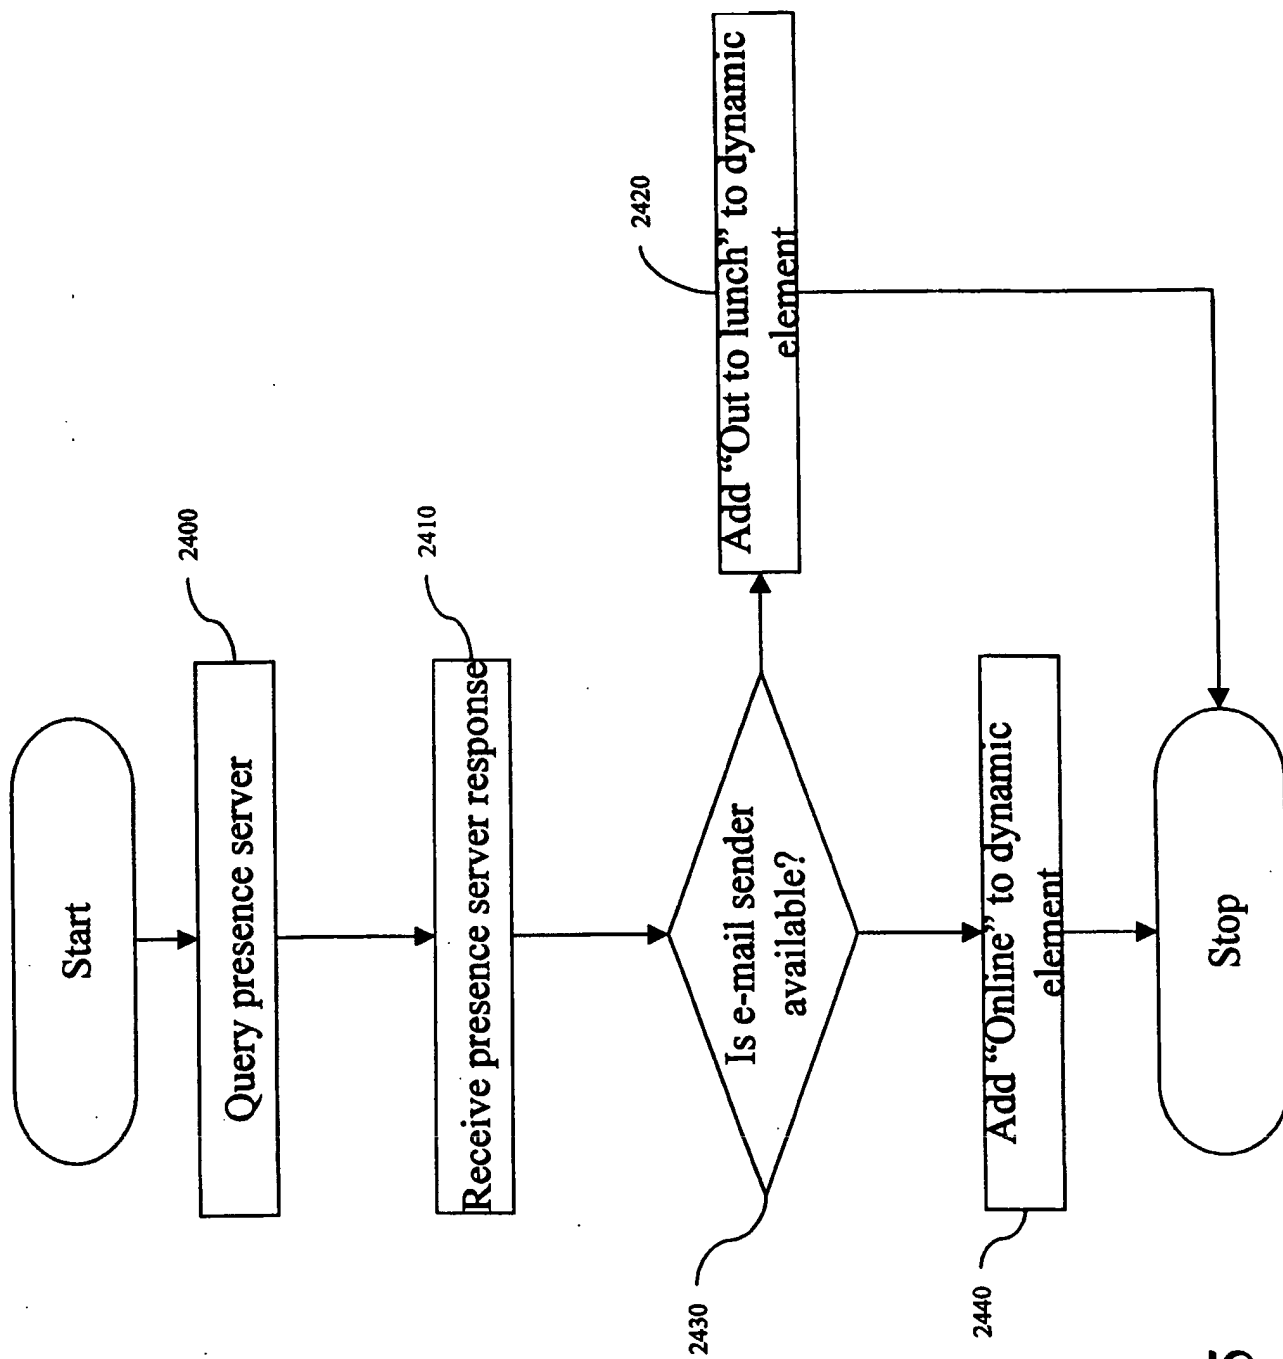 Start
2400
Query presence server
2410
Receive presence server response
2430
Is e-mail sender
available?
2420
Add “Out to lunch” to dynamic
element
2440
Add “Online” to dynamic
element
Stop